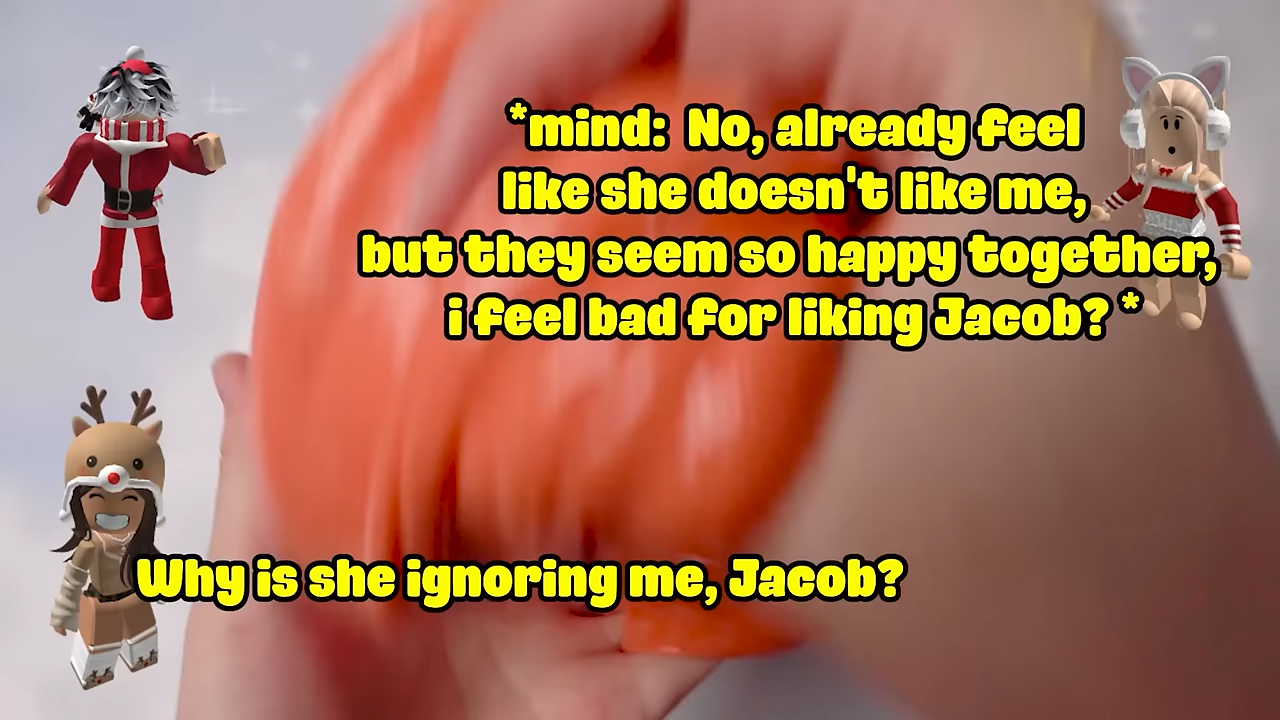 *mind:  No, already feel
like she doesn't like me,
but they seem so happy together,
i feel bad for liking Jacob? *
Why is she ignoring me, Jacob?